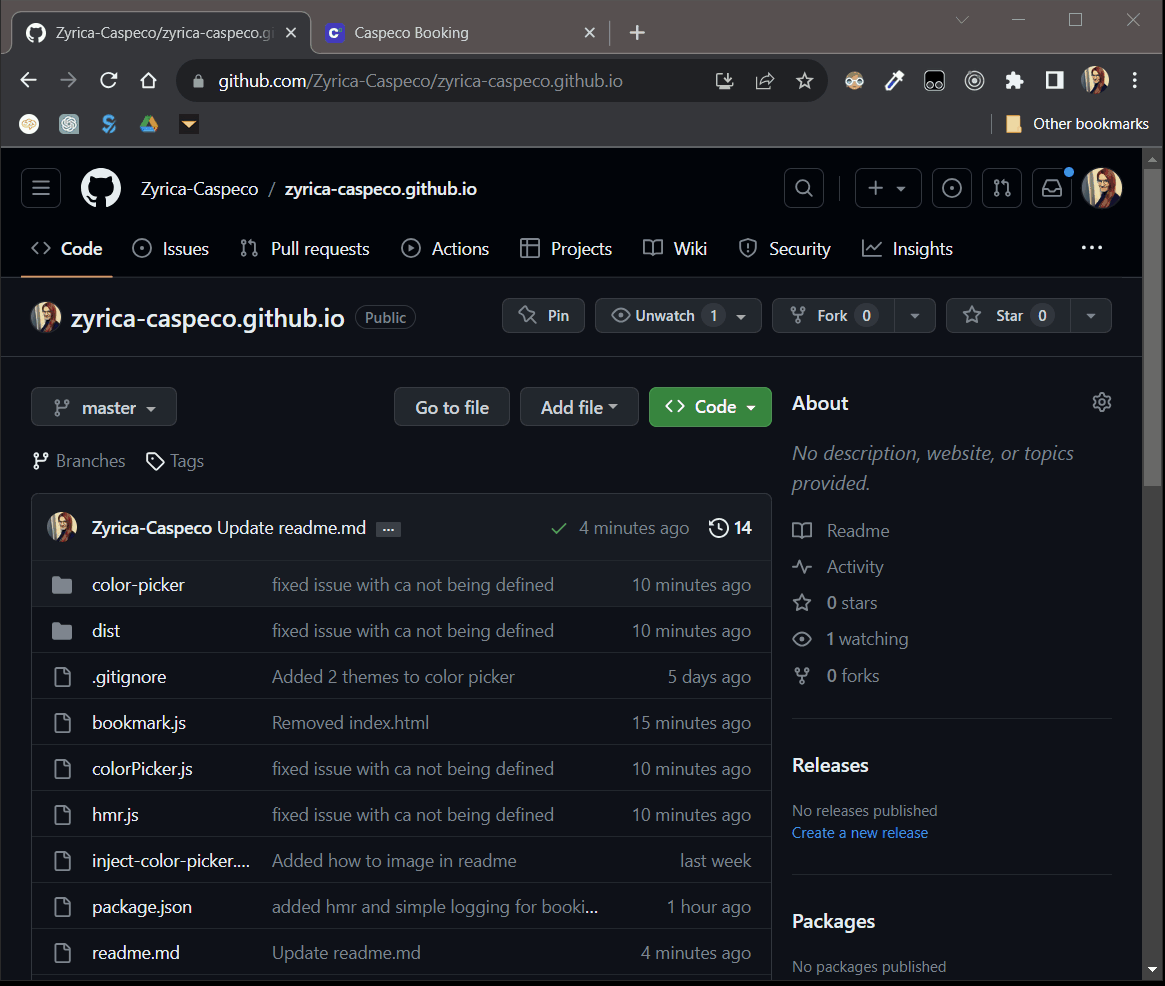 Zyrica-Caspeco/zyrica-caspeco.gi
Caspeco Booking
github.com/Zyrica-Caspeco/zyrica-caspeco.github.io
Other bookmarks
Zyrica-Caspeco / zyrica-caspeco.github.io
Code Issues Pull requests Actions Projects Wiki Security Insights
zyrica-caspeco.github.io Public Pin Unwatch 1 Fork 0 Star 0
master Go to file Add file Code
Branches Tags
Zyrica-Caspeco Update readme.md ... 4 minutes ago 14
color-picker fixed issue with ca not being defined 10 minutes ago
dist fixed issue with ca not being defined 10 minutes ago
.gitignore Added 2 themes to color picker 5 days ago
bookmark.js Removed index.html 15 minutes ago
colorPicker.js fixed issue with ca not being defined 10 minutes ago
hmr.js fixed issue with ca not being defined 10 minutes ago
inject-color-picker.... Added how to image in readme last week
package.json added hmr and simple logging for booki... 1 hour ago
readme.md Update readme.md 4 minutes ago
About
No description, website, or topics
provided.
Readme
Activity
0 stars
1 watching
0 forks
Releases
No releases published
Create a new release
Packages
No packages published